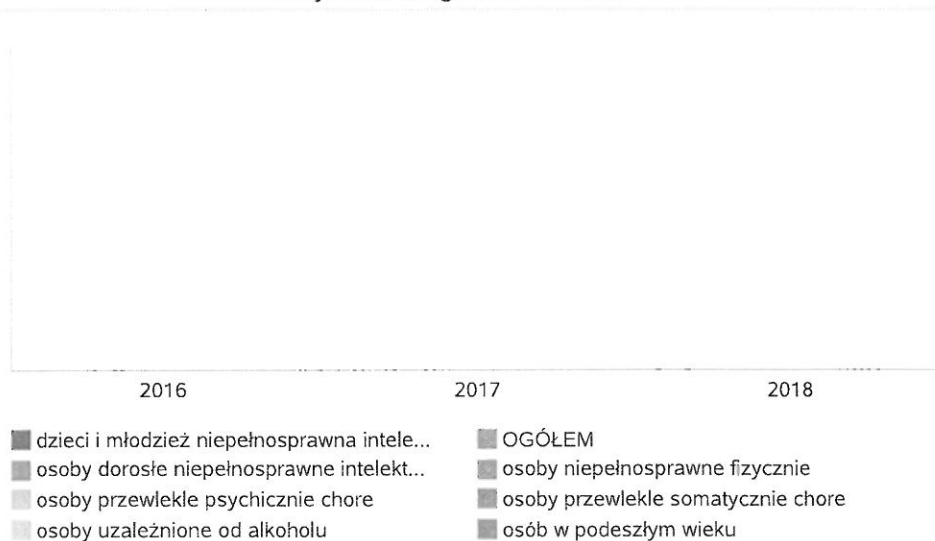 2016 2017 2018
dzieci i młodzież niepełnosprawna intele... OGÓŁEM
osoby dorosłe niepełnosprawne intelekt... osoby niepełnosprawne fizycznie
osoby przewlekle psychicznie chore osoby przewlekle somatycznie chore
osoby uzależnione od alkoholu osób w podeszłym wieku